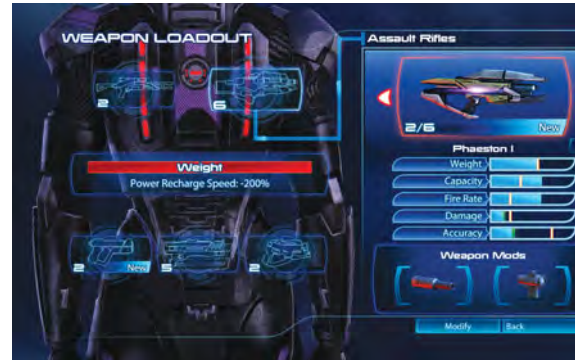 WEAPON LOADOUT
Assault Rifles
2
6
2/6
New
Phaeston I
Weight
Power Recharge Speed: -200%
Weight
Capacity
Fire Rate
Damage
Accuracy
2
New
5
2
Weapon Mods
Modify
Back